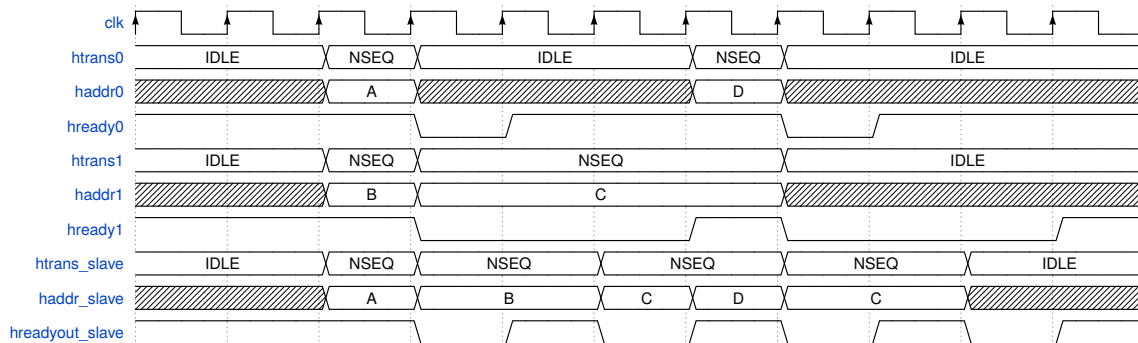 clk
htrans0 IDLE NSEQ IDLE NSEQ IDLE
haddr0 A D
hready0
htrans1 IDLE NSEQ NSEQ IDLE
haddr1 B C
hready1
htrans_slave IDLE NSEQ NSEQ NSEQ NSEQ IDLE
haddr_slave A B C D C
hreadyout_slave